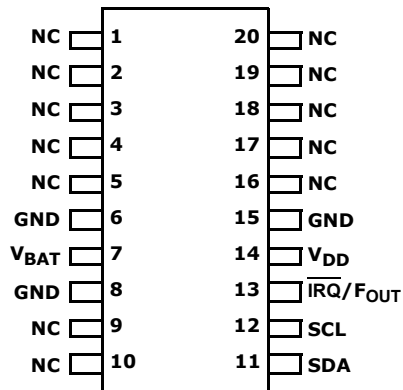 NC 1 20 NC
NC 2 19 NC
NC 3 18 NC
NC 4 17 NC
NC 5 16 NC
GND 6 15 GND
VBAT 7 14 VDD
GND 8 13 IRQ/FOUT
NC 9 12 SCL
NC 10 11 SDA